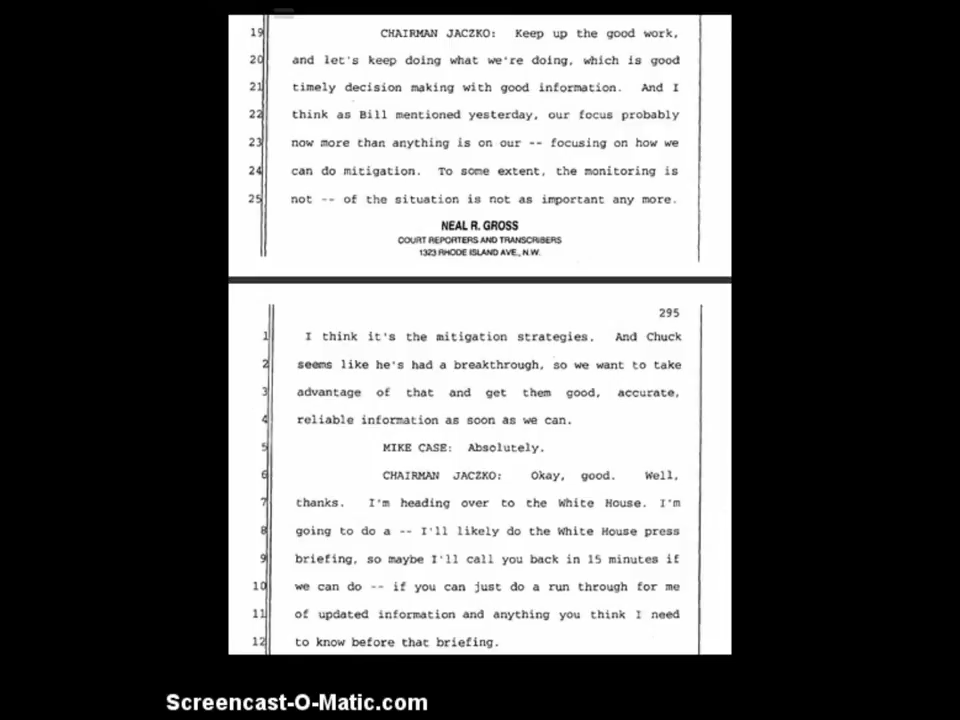 19 CHAIRMAN JACZKO: Keep up the good work,
20 and let's keep doing what we're doing, which is good
21 timely decision making with good information. And I
22 think as Bill mentioned yesterday, our focus probably
23 now more than anything is on our -- focusing on how we
24 can do mitigation. To some extent, the monitoring is
25 not -- of the situation is not as important any more.
NEAL R. GROSS
COURT REPORTERS AND TRANSCRIBERS
1323 RHODE ISLAND AVE., N.W.
295
1 I think it's the mitigation strategies. And Chuck
2 seems like he's had a breakthrough, so we want to take
3 advantage of that and get them good, accurate,
4 reliable information as soon as we can.
5 MIKE CASE: Absolutely.
6 CHAIRMAN JACZKO: Okay, good. Well,
7 thanks. I'm heading over to the White House. I'm
8 going to do a -- I'll likely do the White House press
9 briefing, so maybe I'll call you back in 15 minutes if
10 we can do -- if you can just do a run through for me
11 of updated information and anything you think I need
12 to know before that briefing.
Screencast-O-Matic.com